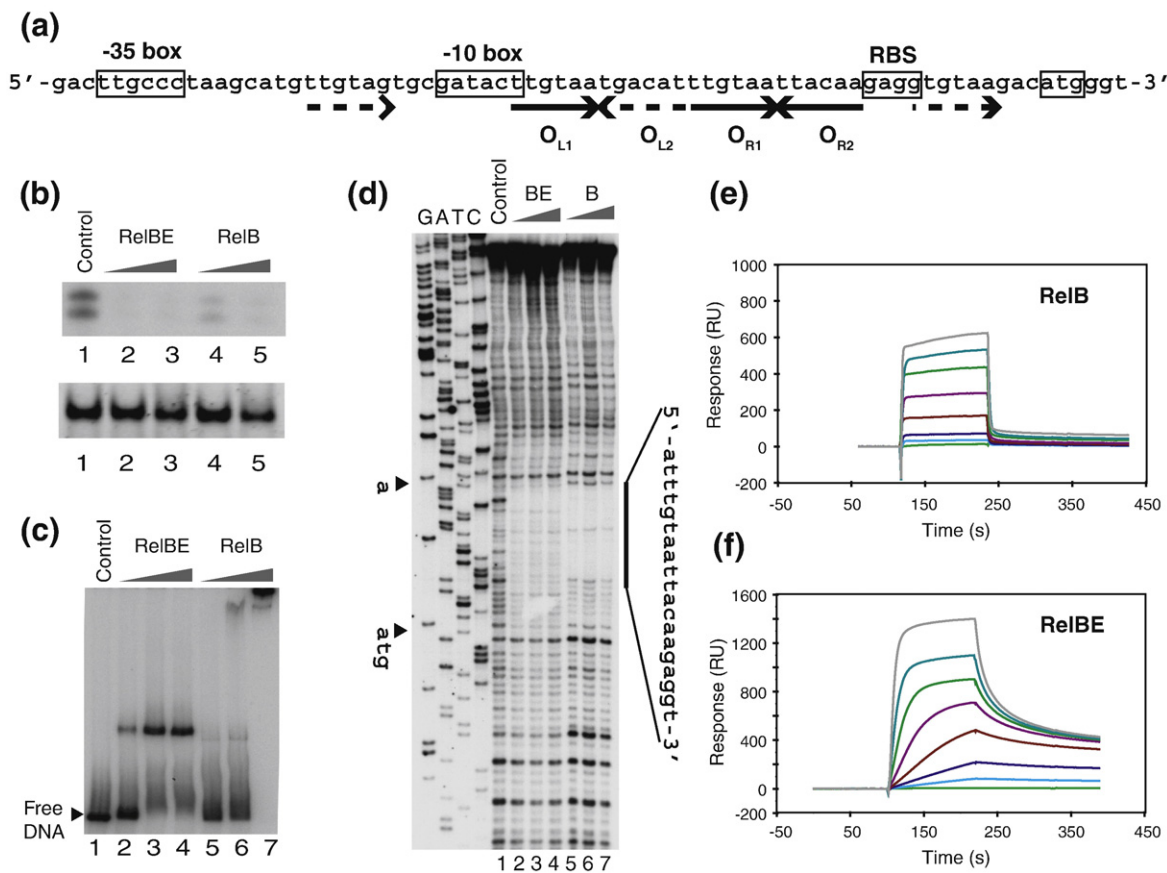 (a)
-35 box
-10 box
RBS
5'-gacttgccctaagcatgttgtagtgcgatacttgtaatgacatttgtaattacaagaggtgtaagacatgggt-3'
OL1
OL2
OR1
OR2
(b)
Control
RelBE
RelB
1 2 3 4 5
1 2 3 4 5
(c)
Control
RelBE
RelB
Free
DNA
1 2 3 4 5 6 7
(d)
G A T C
Control
BE
B
a
atg
5'-atttgtaattacaagaggt-3'
1 2 3 4 5 6 7
(e)
RelB
Response (RU)
1000
800
600
400
200
0
-200
-50 50 150 250 350 450
Time (s)
(f)
RelBE
Response (RU)
1600
1200
800
400
0
-200
50 50 150 250 350 450
Time (s)